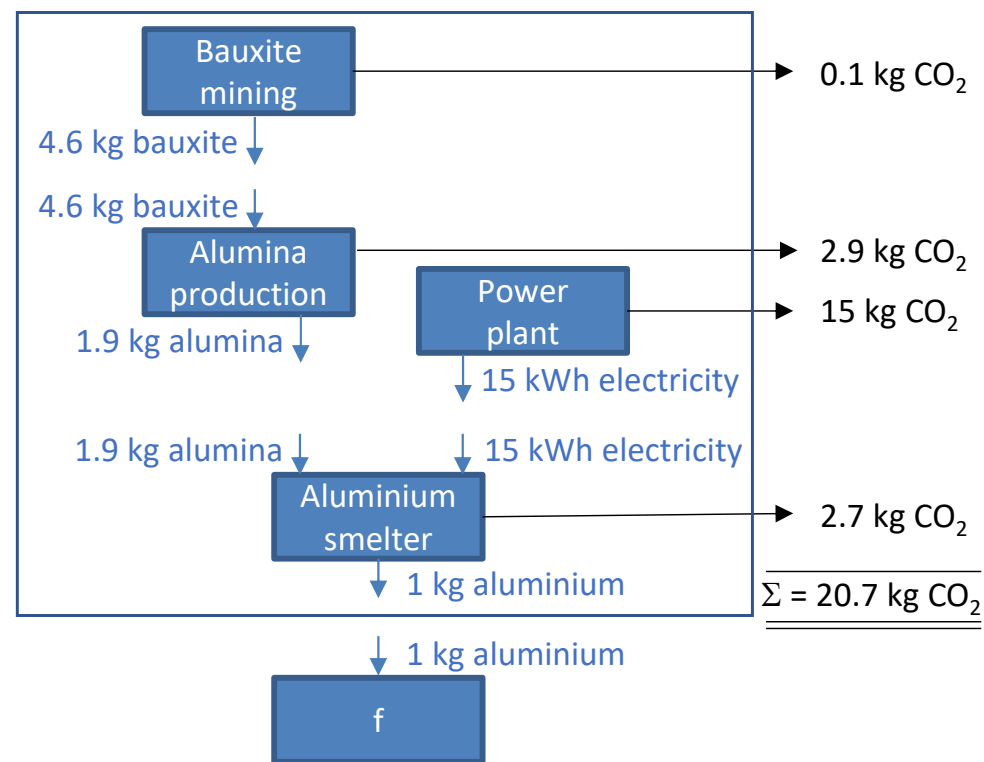 Bauxite
mining
0.1 kg CO₂
4.6 kg bauxite
4.6 kg bauxite
Alumina
production
2.9 kg CO₂
Power
plant
15 kg CO₂
1.9 kg alumina
15 kWh electricity
1.9 kg alumina
15 kWh electricity
Aluminium
smelter
2.7 kg CO₂
1 kg aluminium
Σ = 20.7 kg CO₂
1 kg aluminium
f